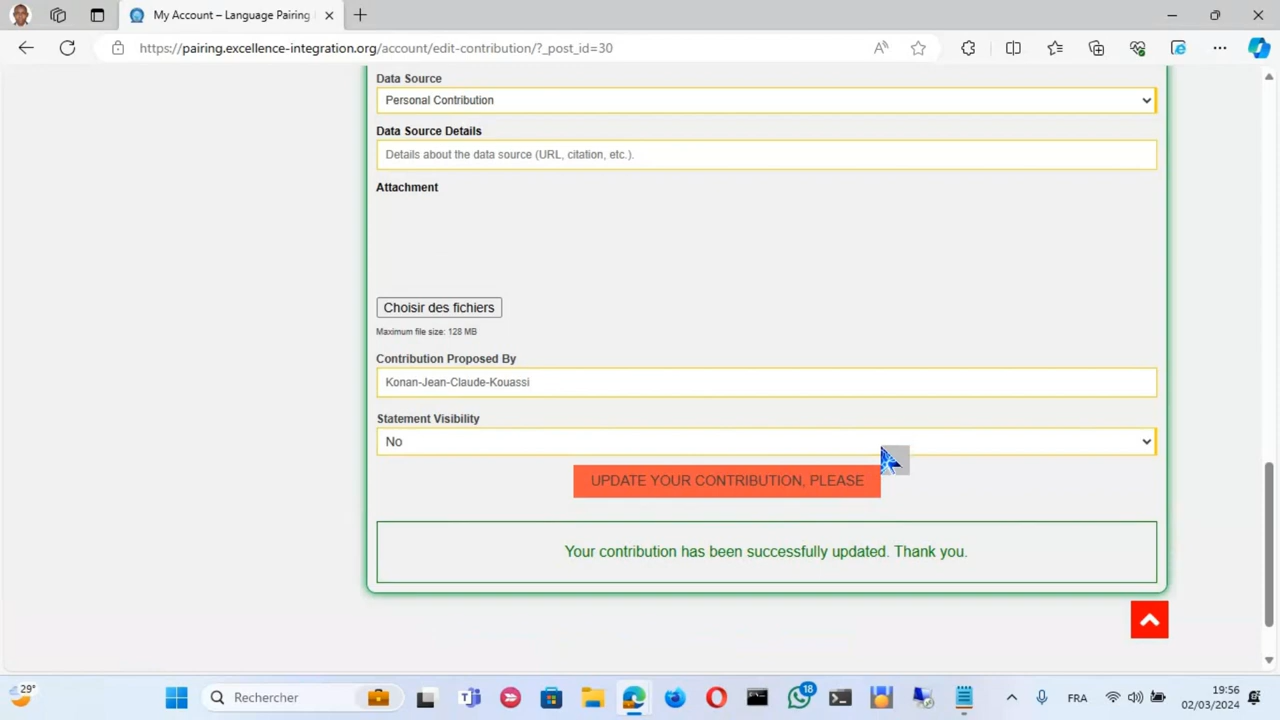 My Account – Language Pairing
https://pairing.excellence-integration.org/account/edit-contribution/?_post_id=30
Data Source
Personal Contribution
Data Source Details
Details about the data source (URL, citation, etc.).
Attachment
Choisir des fichiers
Maximum file size: 128 MB
Contribution Proposed By
Konan-Jean-Claude-Kouassi
Statement Visibility
No
UPDATE YOUR CONTRIBUTION, PLEASE
Your contribution has been successfully updated. Thank you.
29°
Rechercher
18
FRA
19:56
02/03/2024